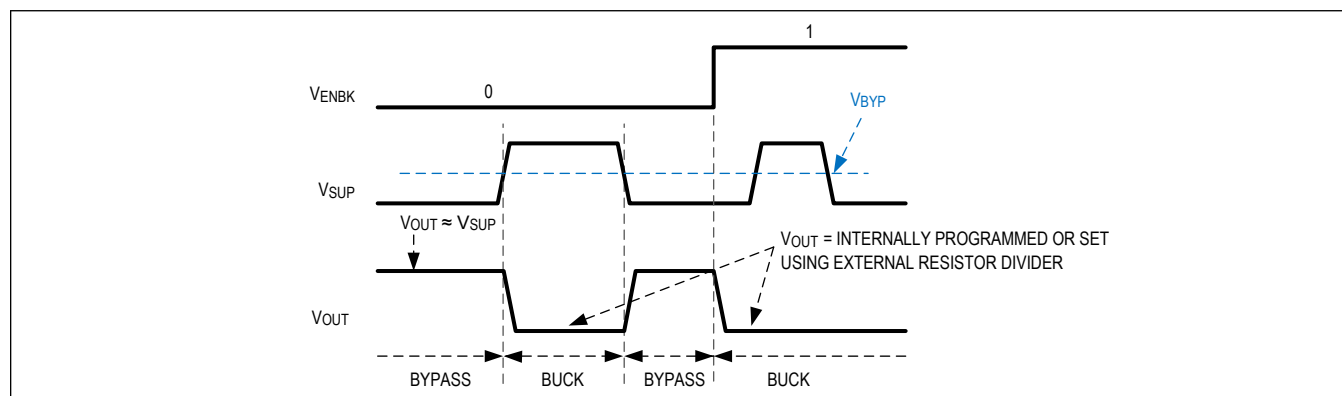 1
VENBK
0
VBYP
VSUP
VOUT ≈ VSUP
VOUT = INTERNALLY PROGRAMMED OR SET
USING EXTERNAL RESISTOR DIVIDER
VOUT
BYPASS BUCK BYPASS BUCK